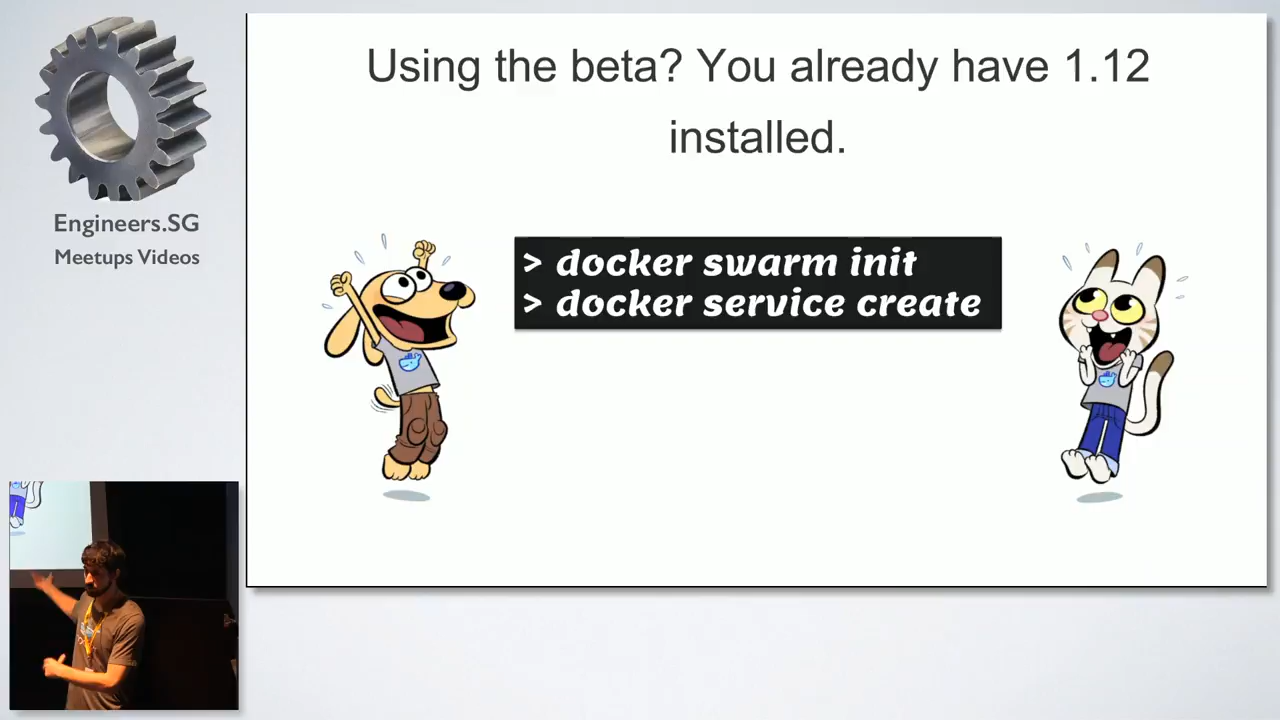 Using the beta? You already have 1.12
installed.
Engineers.SG
Meetups Videos
> docker swarm init
> docker service create